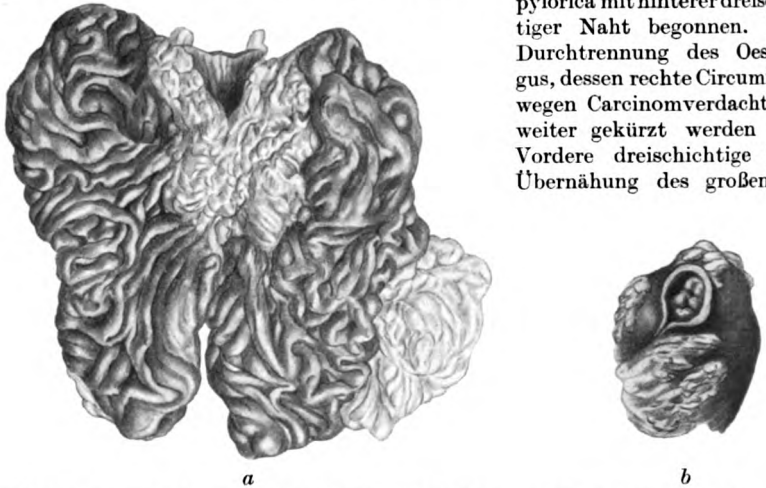 pylorica mit hinterer dreisc
tiger Naht begonnen.
Durchtrennung des Oes
gus, dessen rechte Circum
wegen Carcinomverdacht
weiter gekürzt werden
Vordere dreischichtige
Übernähung des großen
a
b